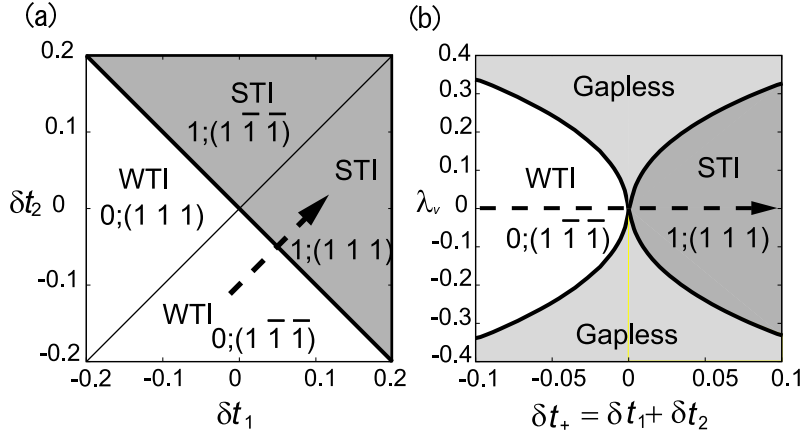 (a)
0.2
0.1
0
-0.1
-0.2
δt₂
STI
1;(1 1̅ 1̅)
STI
1;(1 1 1)
WTI
0;(1 1 1)
WTI
0;(1 1̅ 1̅)
-0.2 -0.1 0 0.1 0.2
δt₁
(b)
0.4
0.3
0.2
0.1
0
-0.1
-0.2
-0.3
-0.4
λᵥ
Gapless
WTI
0;(1 1̅ 1̅)
STI
1;(1 1 1)
Gapless
-0.1 -0.05 0 0.05 0.1
δt₊ = δt₁ + δt₂